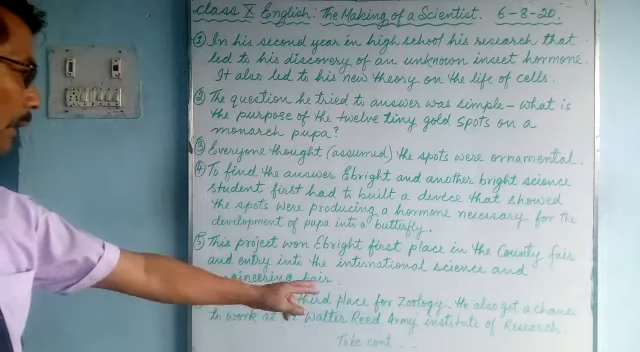 Class X English: The Making of a Scientist. 6-8-20.
① In his second year in high school his research that
led to his discovery of an unknown insect hormone.
It also led to his new theory on the life of cells.
② The question he tried to answer was simple - what is
the purpose of the twelve tiny gold spots on a
monarch pupa?
③ Everyone thought (assumed) the spots were ornamental.
④ To find the answer Ebright and another bright science
student first had to built a device that showed
the spots were producing a hormone necessary for the
development of pupa into a butterfly.
⑤ This project won Ebright first place in the County fair
and entry into the international science and
engineering fair.
third place for Zoology. He also got a chance
to work at Walter Reed Army institute of Research.
To be cont...